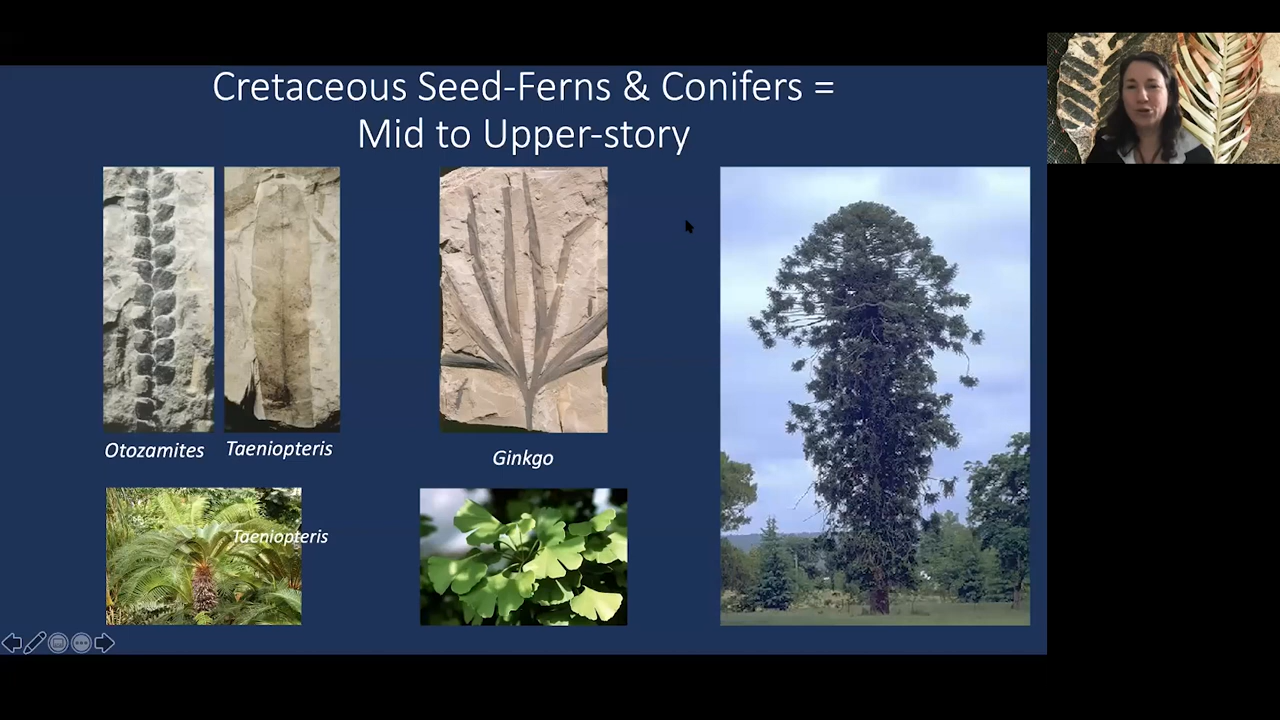 Cretaceous Seed-Ferns & Conifers =
Mid to Upper-story
Otozamites
Taeniopteris
Ginkgo
Taeniopteris